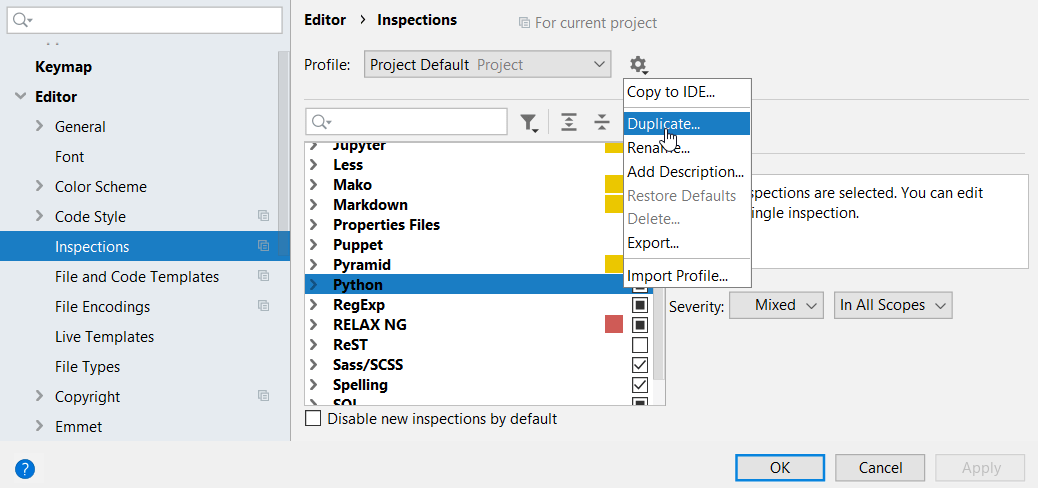 Keymap
Editor
General
Font
Color Scheme
Code Style
Inspections
File and Code Templates
File Encodings
Live Templates
File Types
Copyright
Emmet
Editor › Inspections
For current project
Profile: Project Default Project
Copy to IDE...
Duplicate...
Rename...
Add Description...
Restore Defaults
Delete...
Export...
Import Profile...
Jupyter
Less
Mako
Markdown
Properties Files
Puppet
Pyramid
Python
RegExp
RELAX NG
ReST
Sass/SCSS
Spelling
SQL
are selected. You can edit
inspection.
Severity: Mixed In All Scopes
Disable new inspections by default
?
OK Cancel Apply